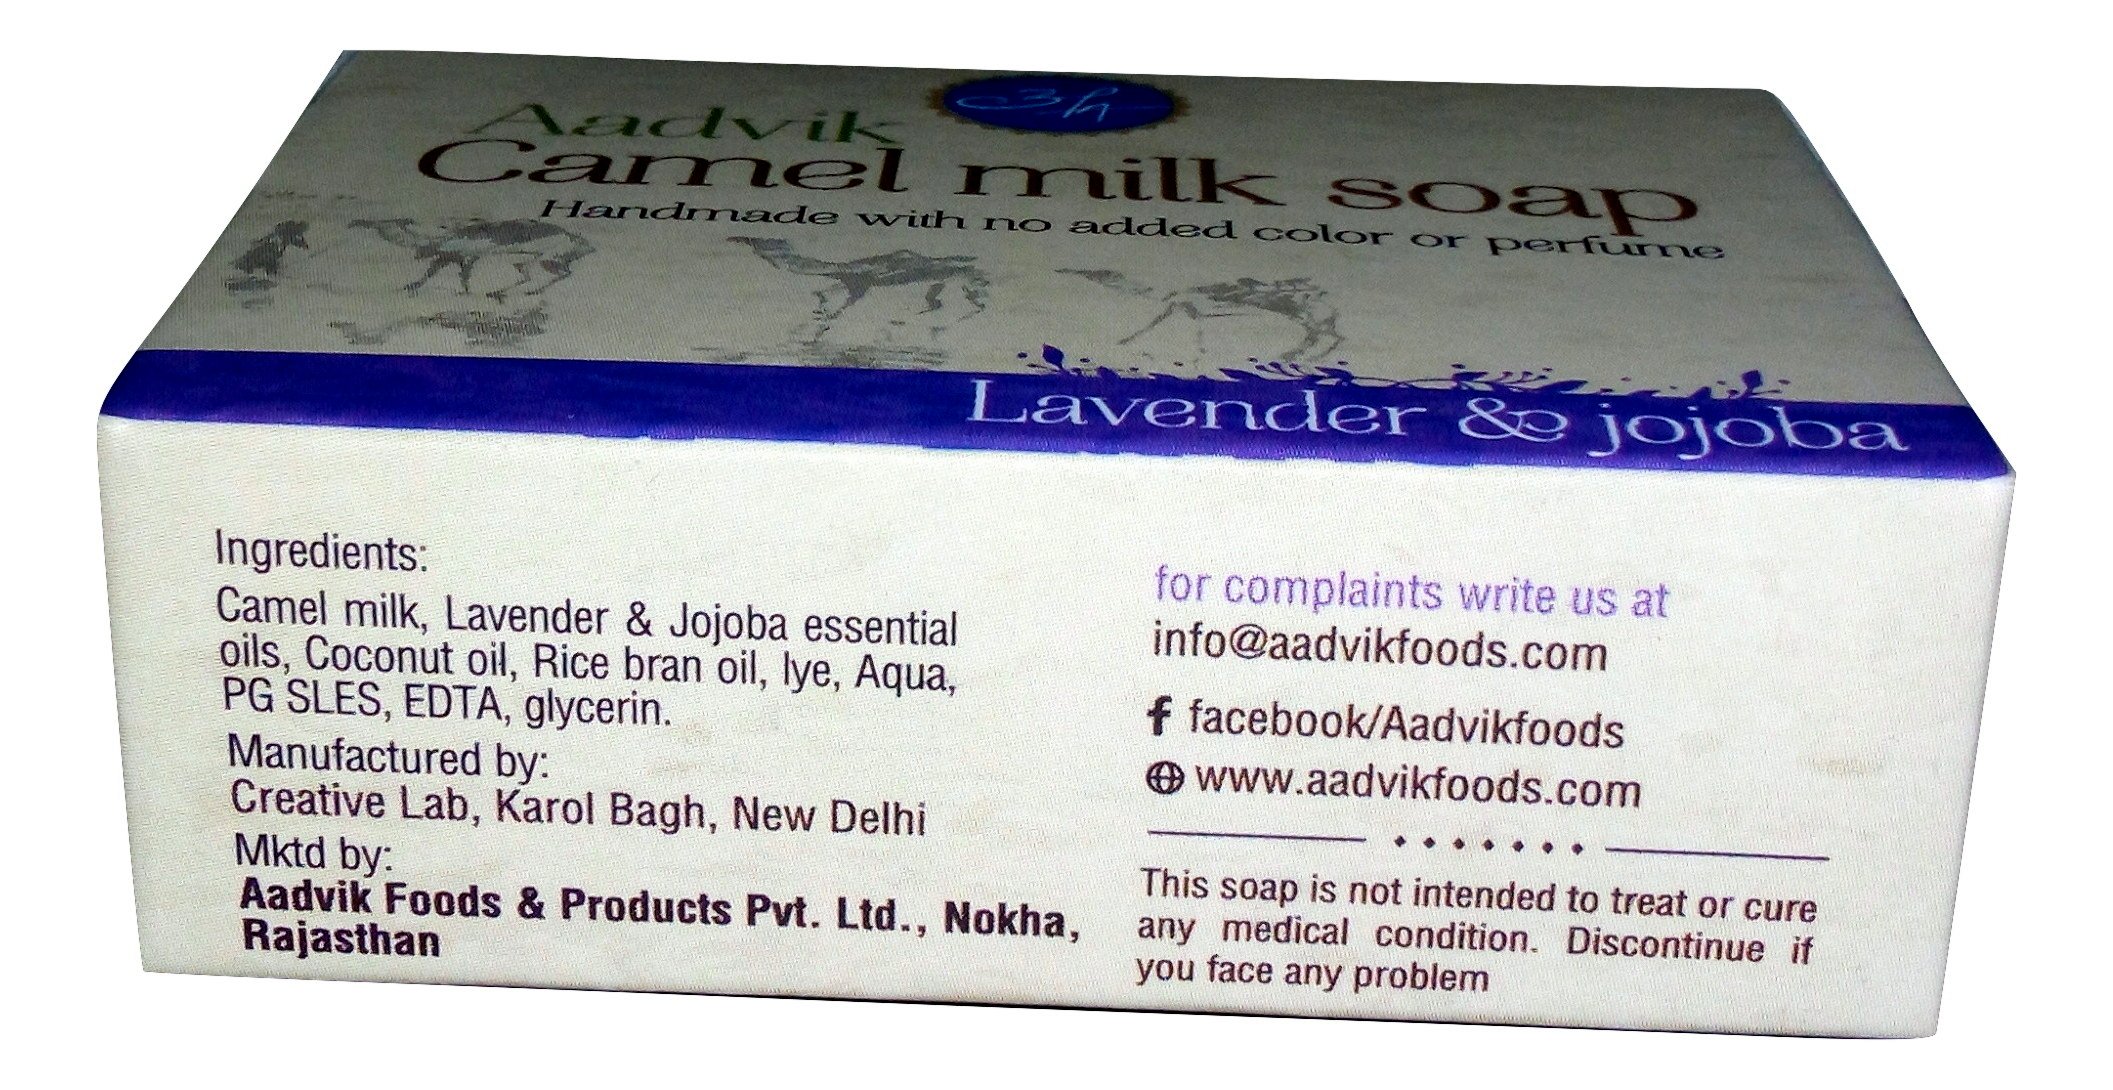 Aadvik
Camel milk soap
Handmade with no added color or perfume
Lavender & jojoba
Ingredients:
Camel milk, Lavender & Jojoba essential
oils, Coconut oil, Rice bran oil, lye, Aqua,
PG SLES, EDTA, glycerin.
Manufactured by:
Creative Lab, Karol Bagh, New Delhi
Mktd by:
Aadvik Foods & Products Pvt. Ltd., Nokha,
Rajasthan
for complaints write us at
info@aadvikfoods.com
facebook/Aadvikfoods
www.aadvikfoods.com
This soap is not intended to treat or cure
any medical condition. Discontinue if
you face any problem